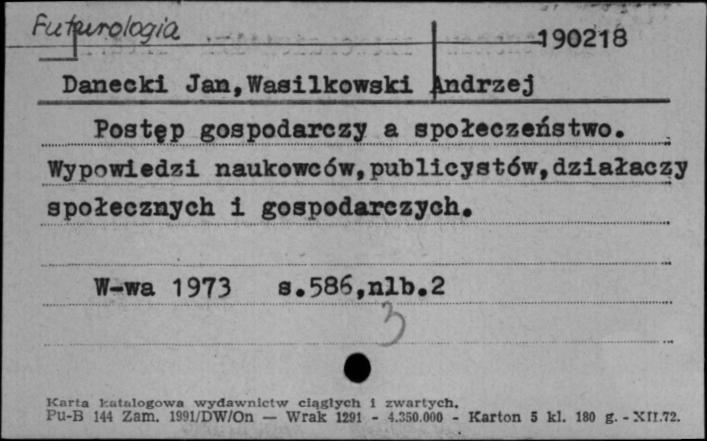 Futurologia
190218
Danecki Jan,Wasilkowski Andrzej
Postęp gospodarczy a społeczeństwo.
Wypowiedzi naukowców,publicystów,działaczy
społecznych i gospodarczych.
W-wa 1973 s.586,nlb.2
3
Karta katalogowa wydawnictw ciągłych i zwartych.
Pu-B 144 Zam. 1991/DW/On — Wrak 1291 - 4.350.000 - Karton 5 kl. 180 g. - XII.72.